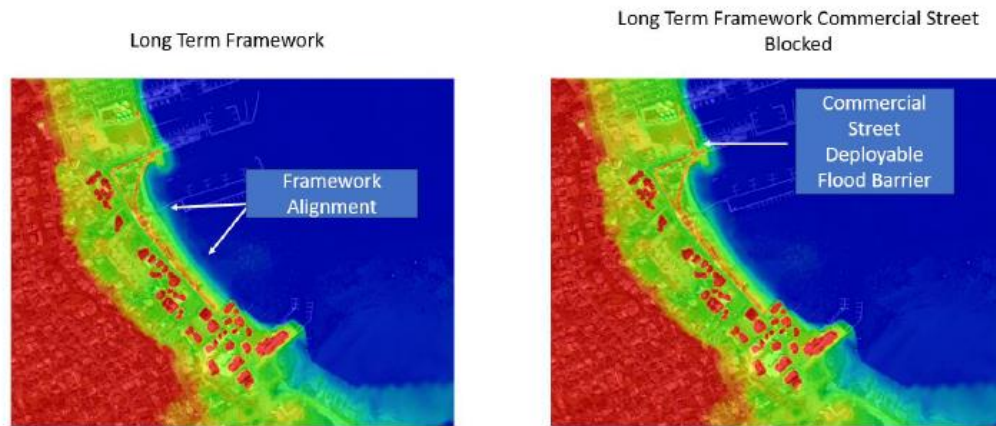 Long Term Framework
Long Term Framework Commercial Street
Blocked
Framework
Alignment
Commercial
Street
Deployable
Flood Barrier